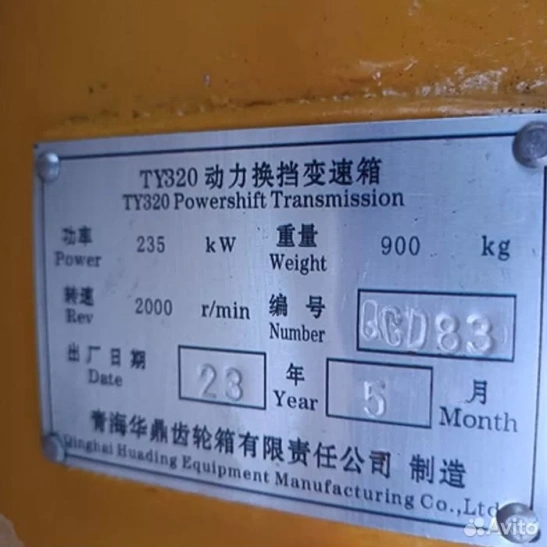 TY320 动力换挡变速箱
TY320 Powershift Transmission
功率 235 kW 重量 900 kg
Power Weight
转速 2000 r/min 编号 QGD83
Rev Number
出厂日期 23 年 5 月
Date Year Month
青海华鼎齿轮箱有限责任公司 制造
Qinghai Huading Equipment Manufacturing Co.,Ltd
Avito